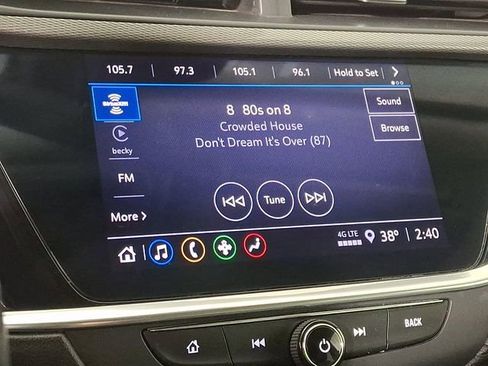 105.7 97.3 105.1 96.1 Hold to Set
SiriusXM
8 80s on 8
Crowded House
Don't Dream It's Over (87)
Sound
Browse
becky
FM
More
Tune
4G LTE
38°
2:40
BACK